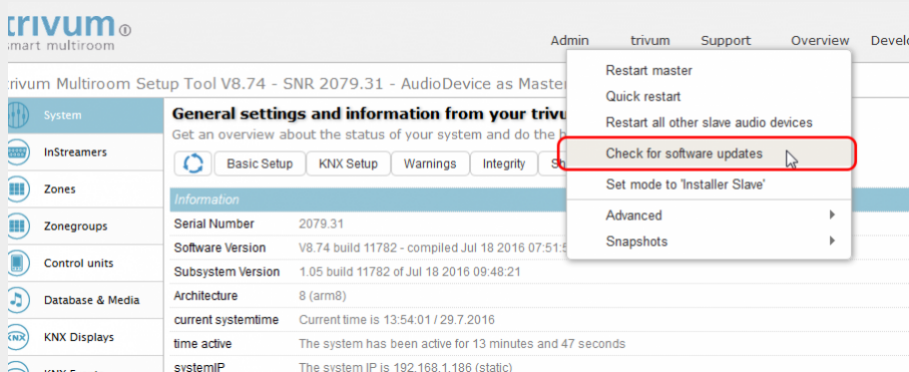 trivum
smart multiroom
Admin trivum Support Overview
trivum Multiroom Setup Tool V8.74 - SNR 2079.31 - AudioDevice as Master
Restart master
Quick restart
Restart all other slave audio devices
Check for software updates
Set mode to 'Installer Slave'
Advanced
Snapshots
System
InStreamers
Zones
Zonegroups
Control units
Database & Media
KNX Displays
General settings and information from your
Get an overview about the status of your system and do the
Basic Setup KNX Setup Warnings Integrity
Information
Serial Number 2079.31
Software Version V8.74 build 11782 - compiled Jul 18 2016 07:51:5
Subsystem Version 1.05 build 11782 of Jul 18 2016 09:48:21
Architecture 8 (arm8)
current systemtime Current time is 13:54:01 / 29.7.2016
time active The system has been active for 13 minutes and 47 seconds
systemIP The system IP is 192.168.1.186 (static)